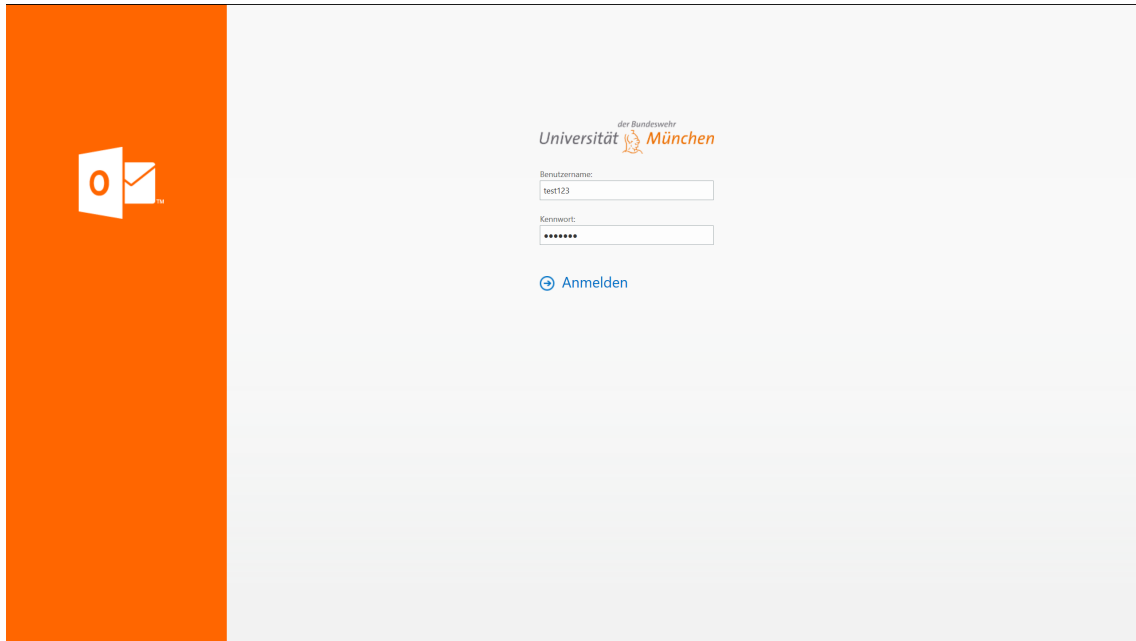 O
TM
der Bundeswehr
Universität München
Benutzername:
test123
Kennwort:
•••••••
Anmelden